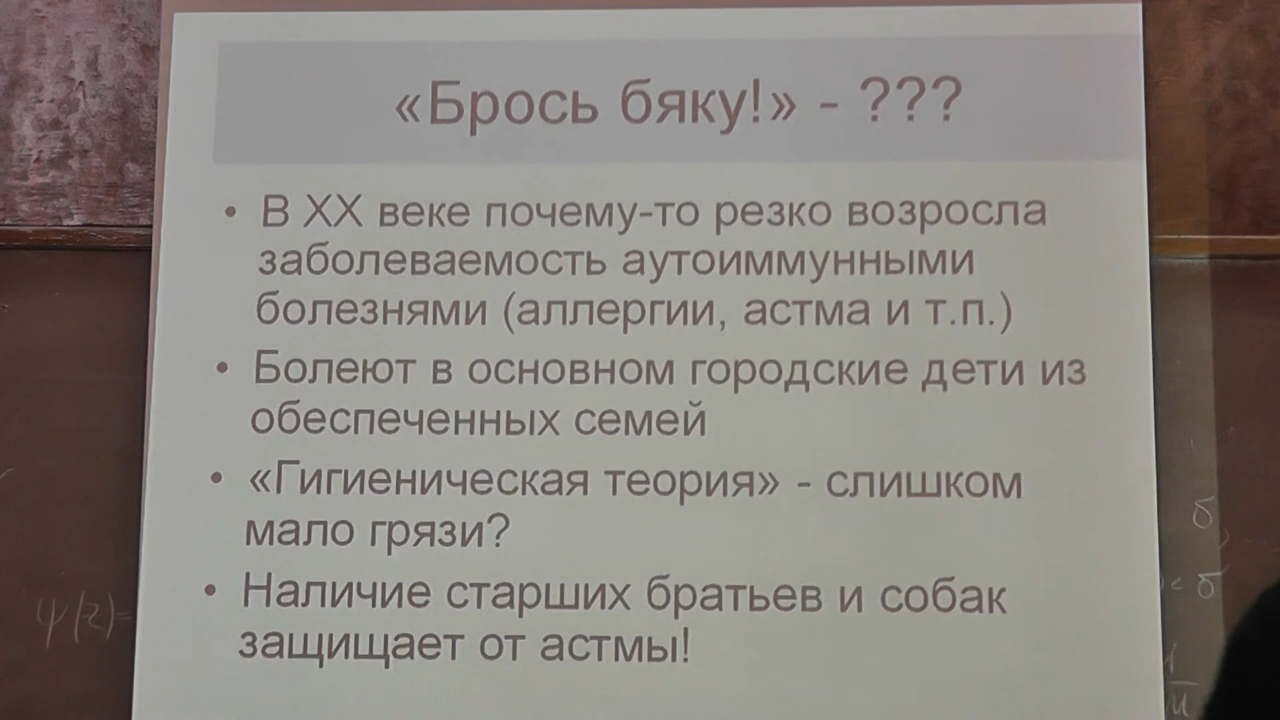 «Брось бяку!» - ???
• В XX веке почему-то резко возросла
заболеваемость аутоиммунными
болезнями (аллергии, астма и т.п.)
• Болеют в основном городские дети из
обеспеченных семей
• «Гигиеническая теория» - слишком
мало грязи?
• Наличие старших братьев и собак
защищает от астмы!
ψ(r)=